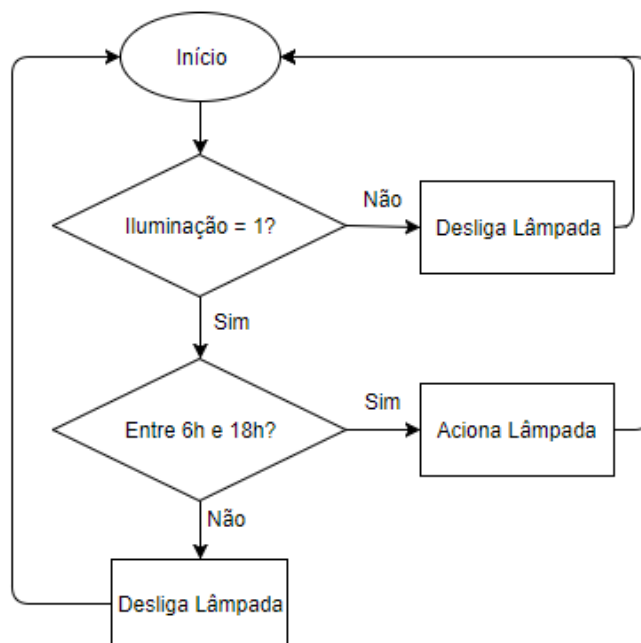 Início
Iluminação = 1?
Não
Desliga Lâmpada
Sim
Entre 6h e 18h?
Sim
Aciona Lâmpada
Não
Desliga Lâmpada